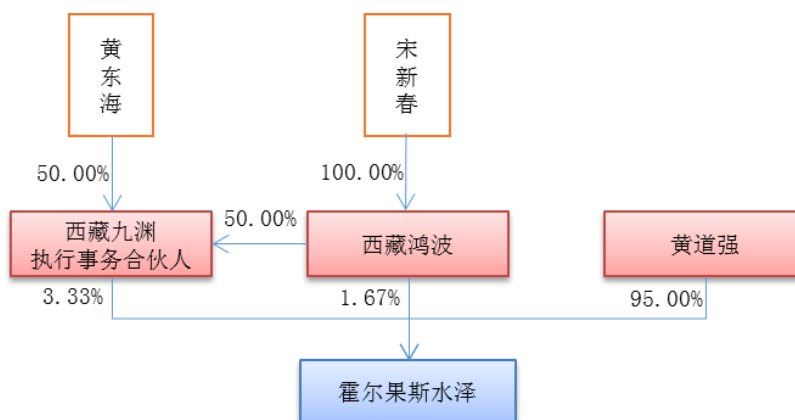 黄东海
宋新春
50.00%
100.00%
西藏九渊
执行事务合伙人
50.00%
西藏鸿波
黄道强
3.33%
1.67%
95.00%
霍尔果斯水泽